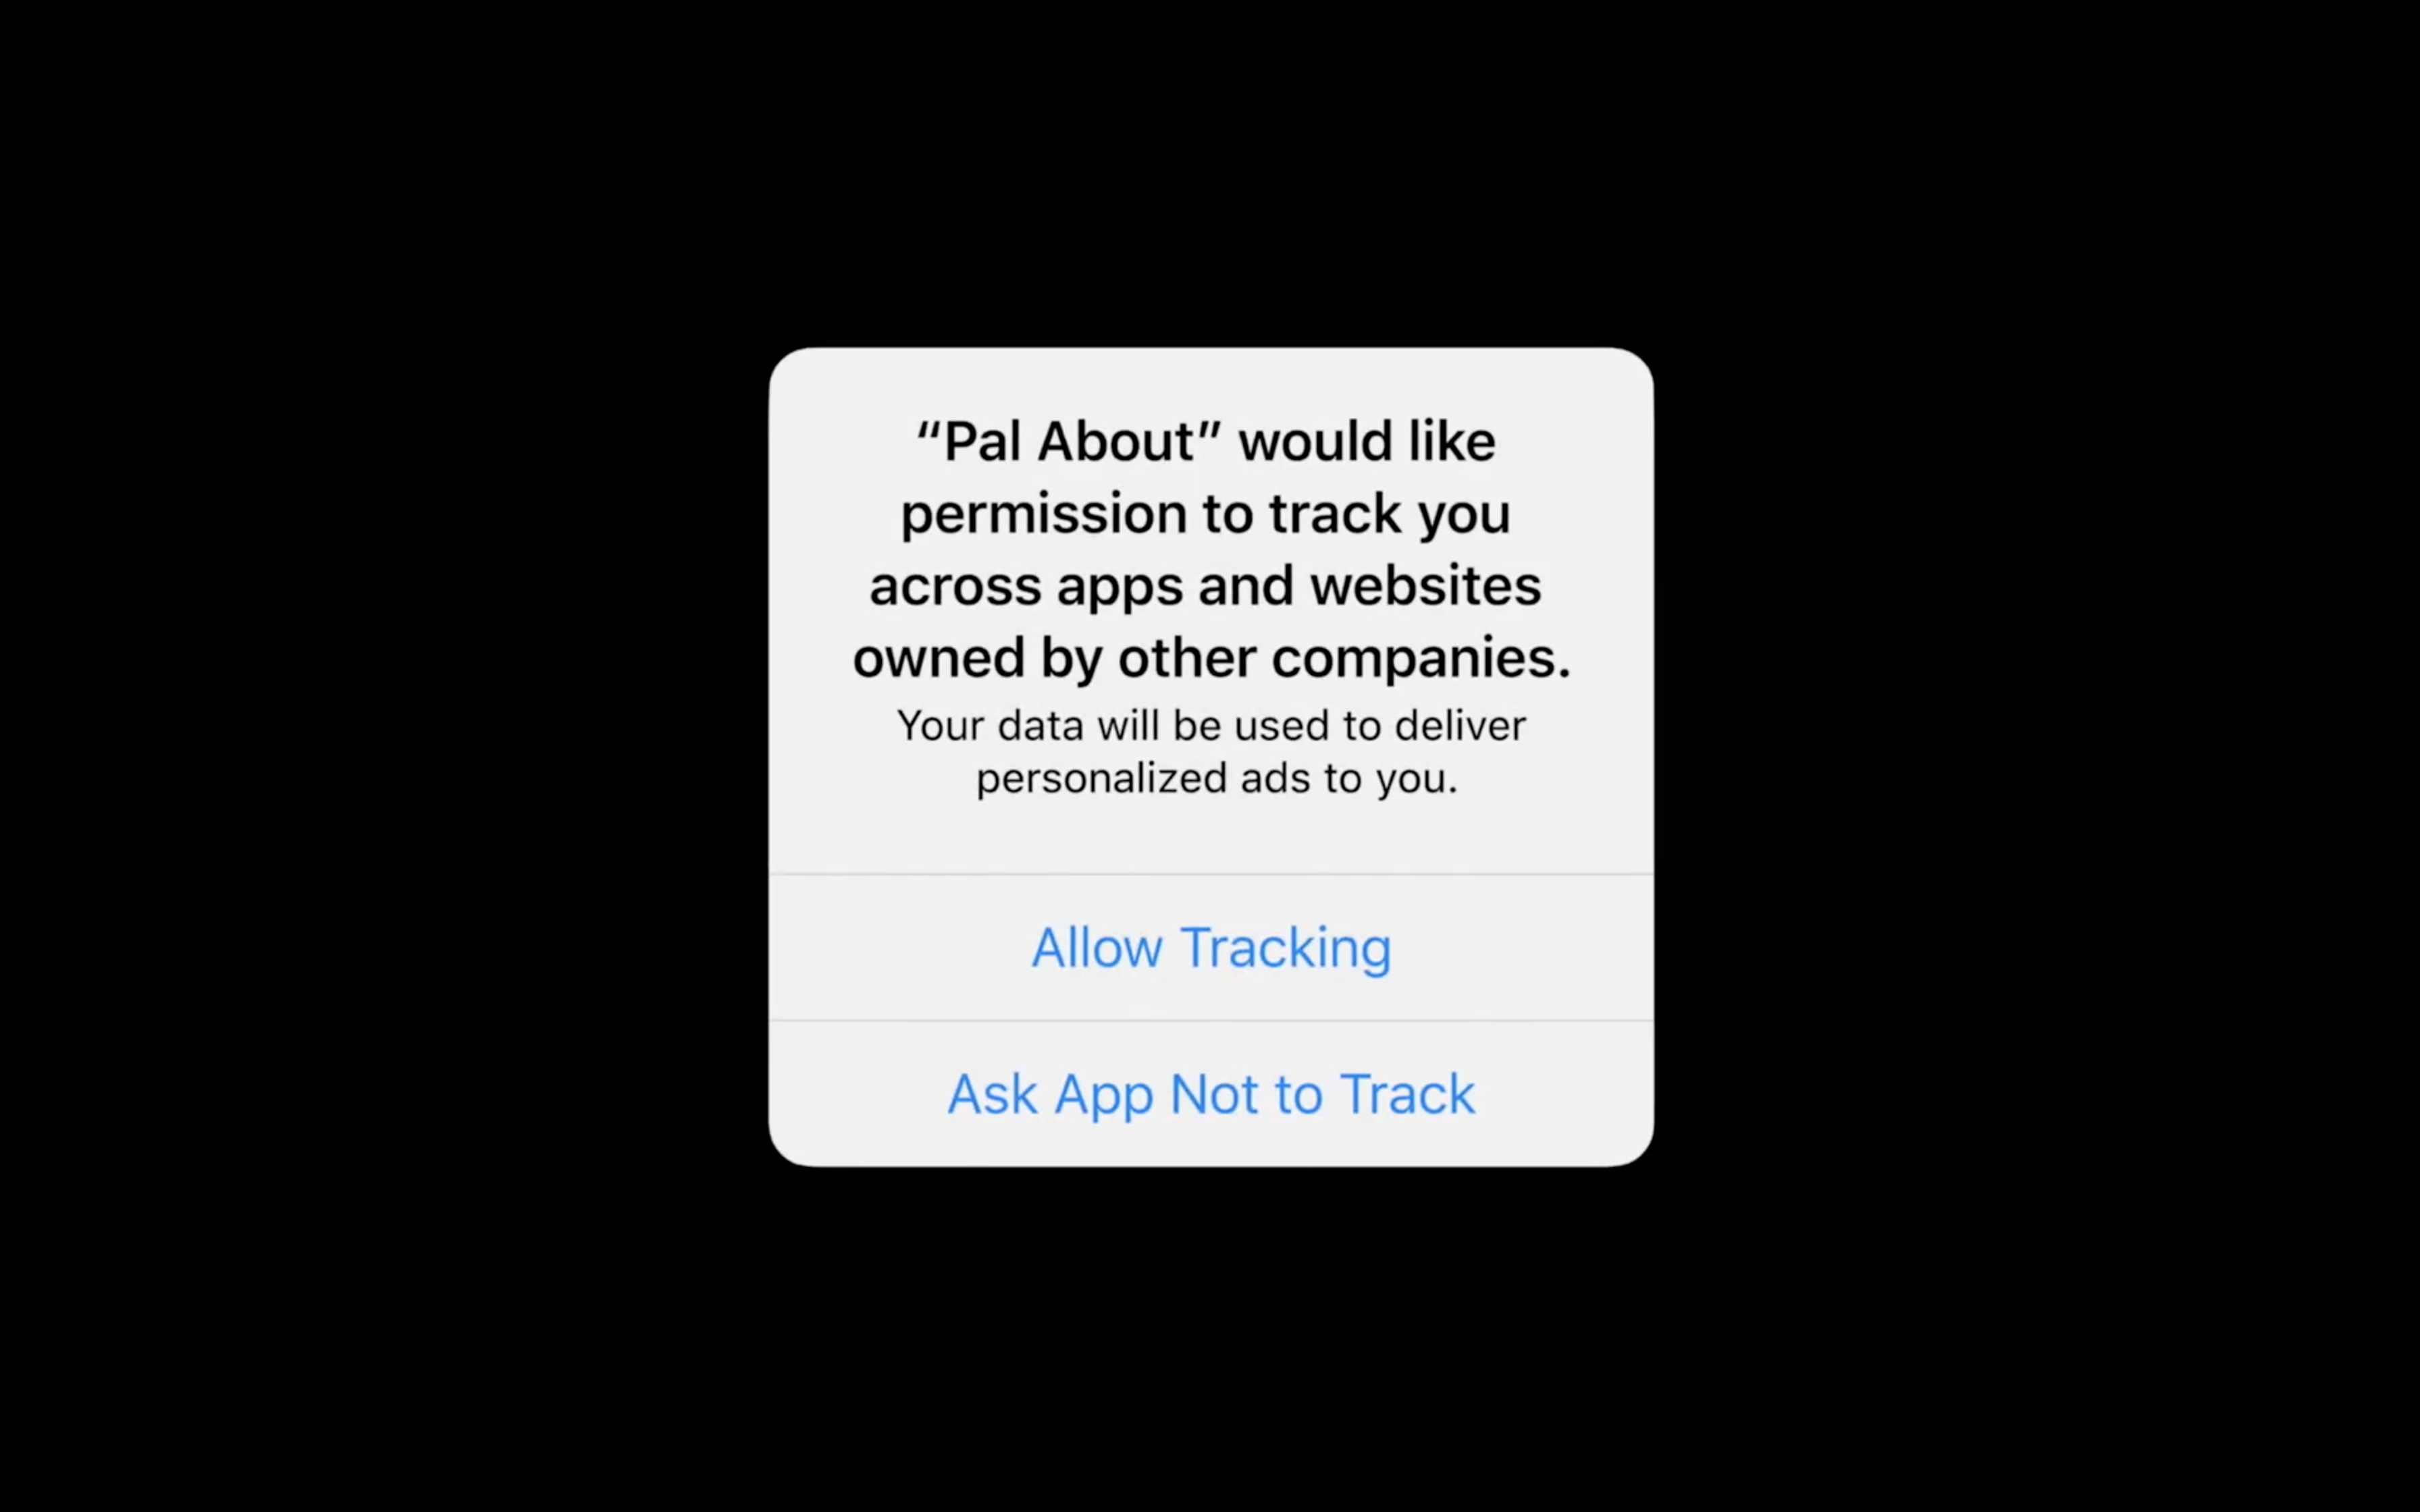 “Pal About” would like
permission to track you
across apps and websites
owned by other companies.
Your data will be used to deliver
personalized ads to you.
Allow Tracking
Ask App Not to Track